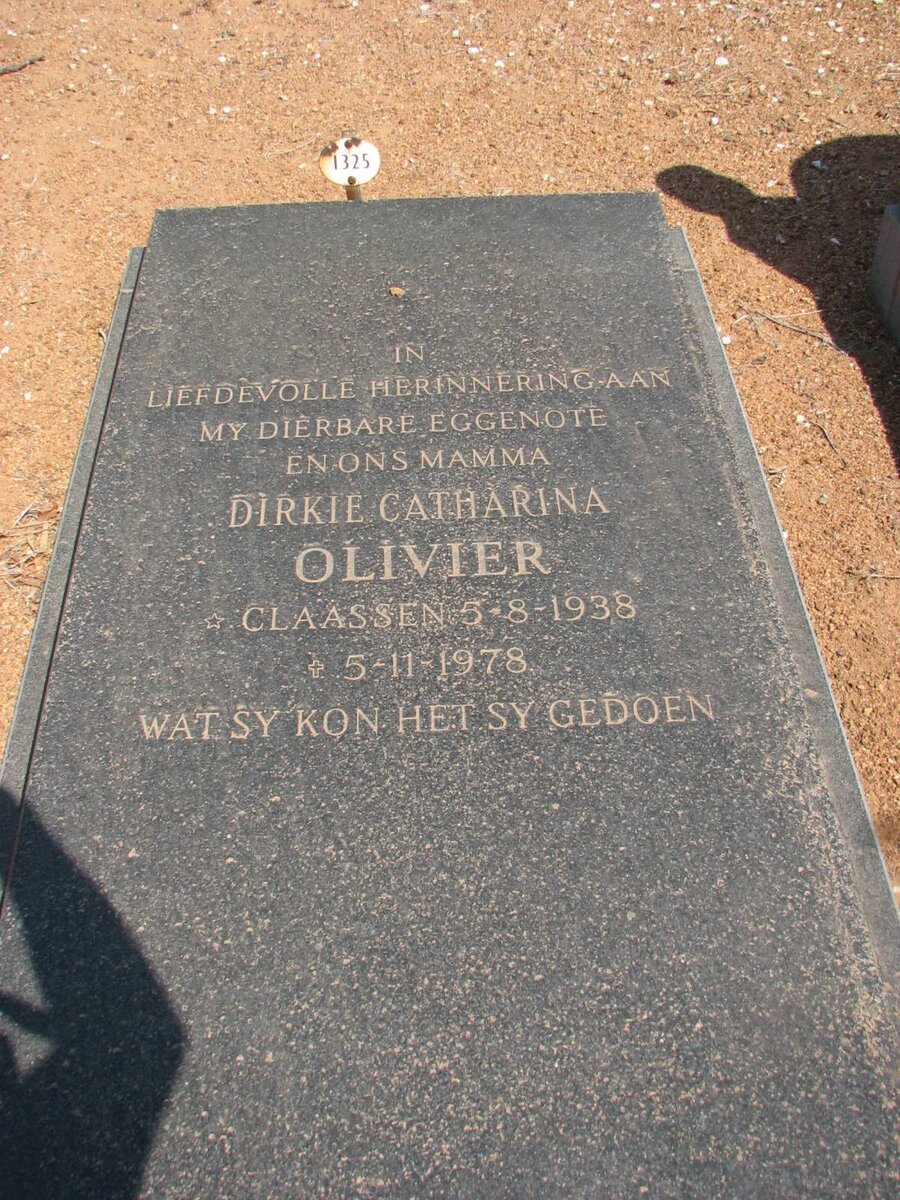 1325
IN
LIEFDEVOLLE HERINNERING AAN
MY DIERBARE EGGENOTE
EN ONS MAMMA
DIRKIE CATHARINA
OLIVIER
☆ CLAASSEN 5-8-1938
✝ 5-11-1978
WAT SY KON HET SY GEDOEN